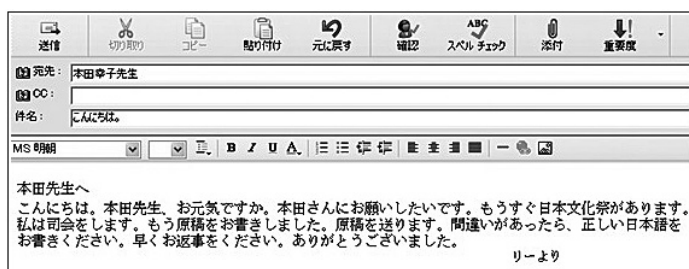 送信 切り取り コピー 貼り付け 元に戻す 確認 スペル チェック 添付 重要度
宛先： 本田幸子先生
CC：
件名： こんにちは。
MS 明朝 B I U A
本田先生へ
こんにちは。本田先生、お元気ですか。本田さんにお願いしたいです。もうすぐ日本文化祭があります。
私は司会をします。もう原稿をお書きしました。原稿を送ります。間違いがあったら、正しい日本語を
お書きください。早くお返事をください。ありがとうございました。
リーより